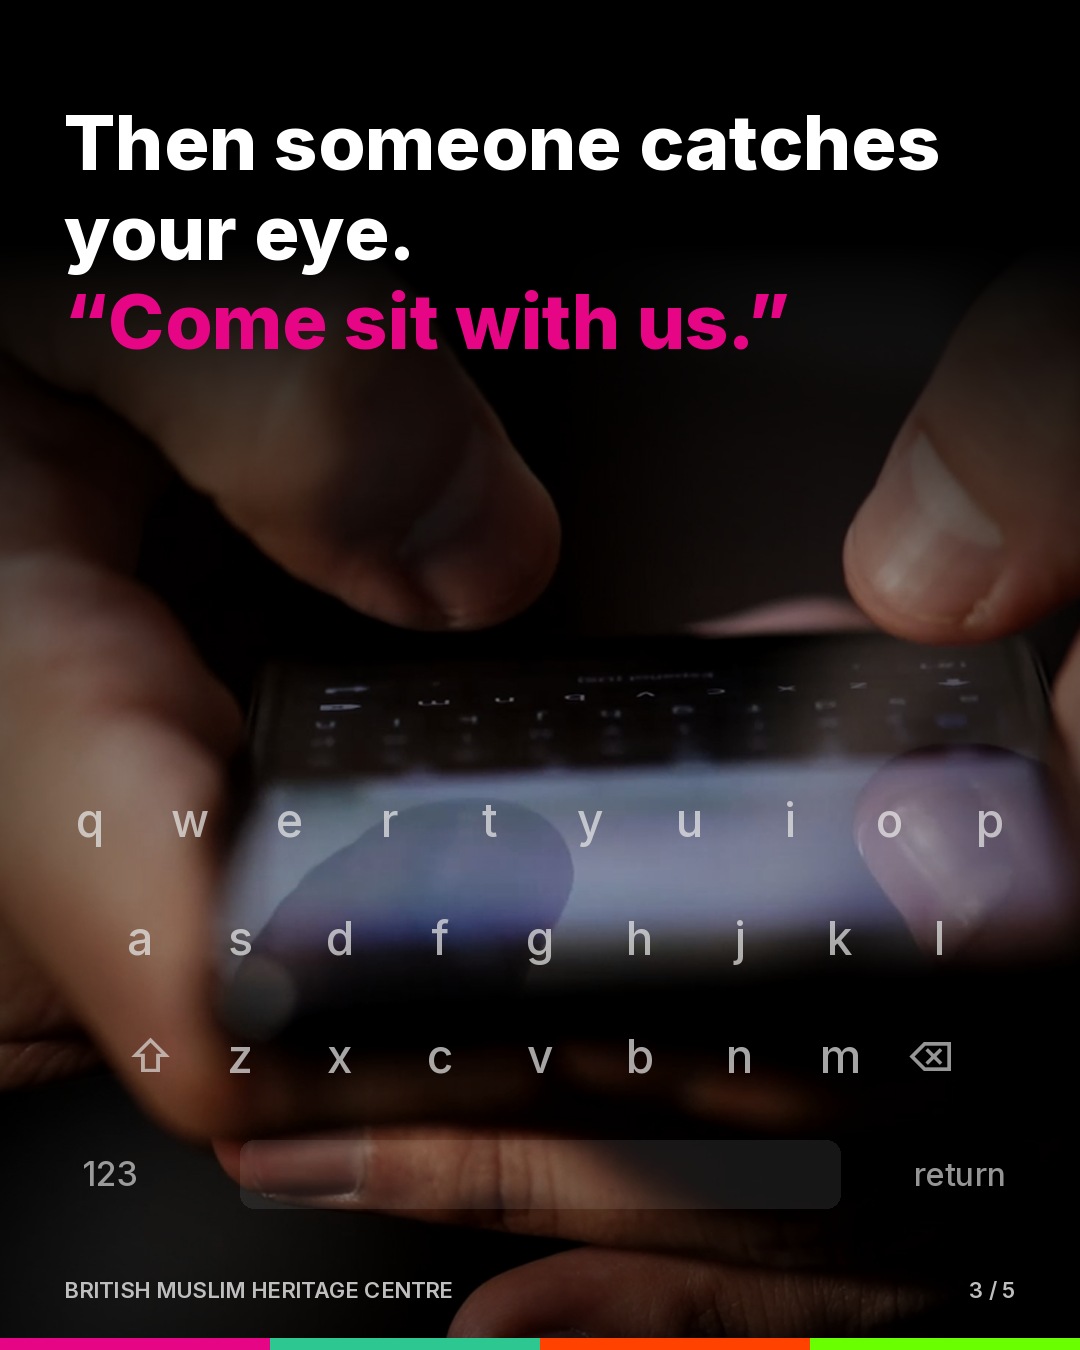 Then someone catches
your eye.
“Come sit with us.”
q w e r t y u i o p
a s d f g h j k l
z x c v b n m
123 return
BRITISH MUSLIM HERITAGE CENTRE 3 / 5